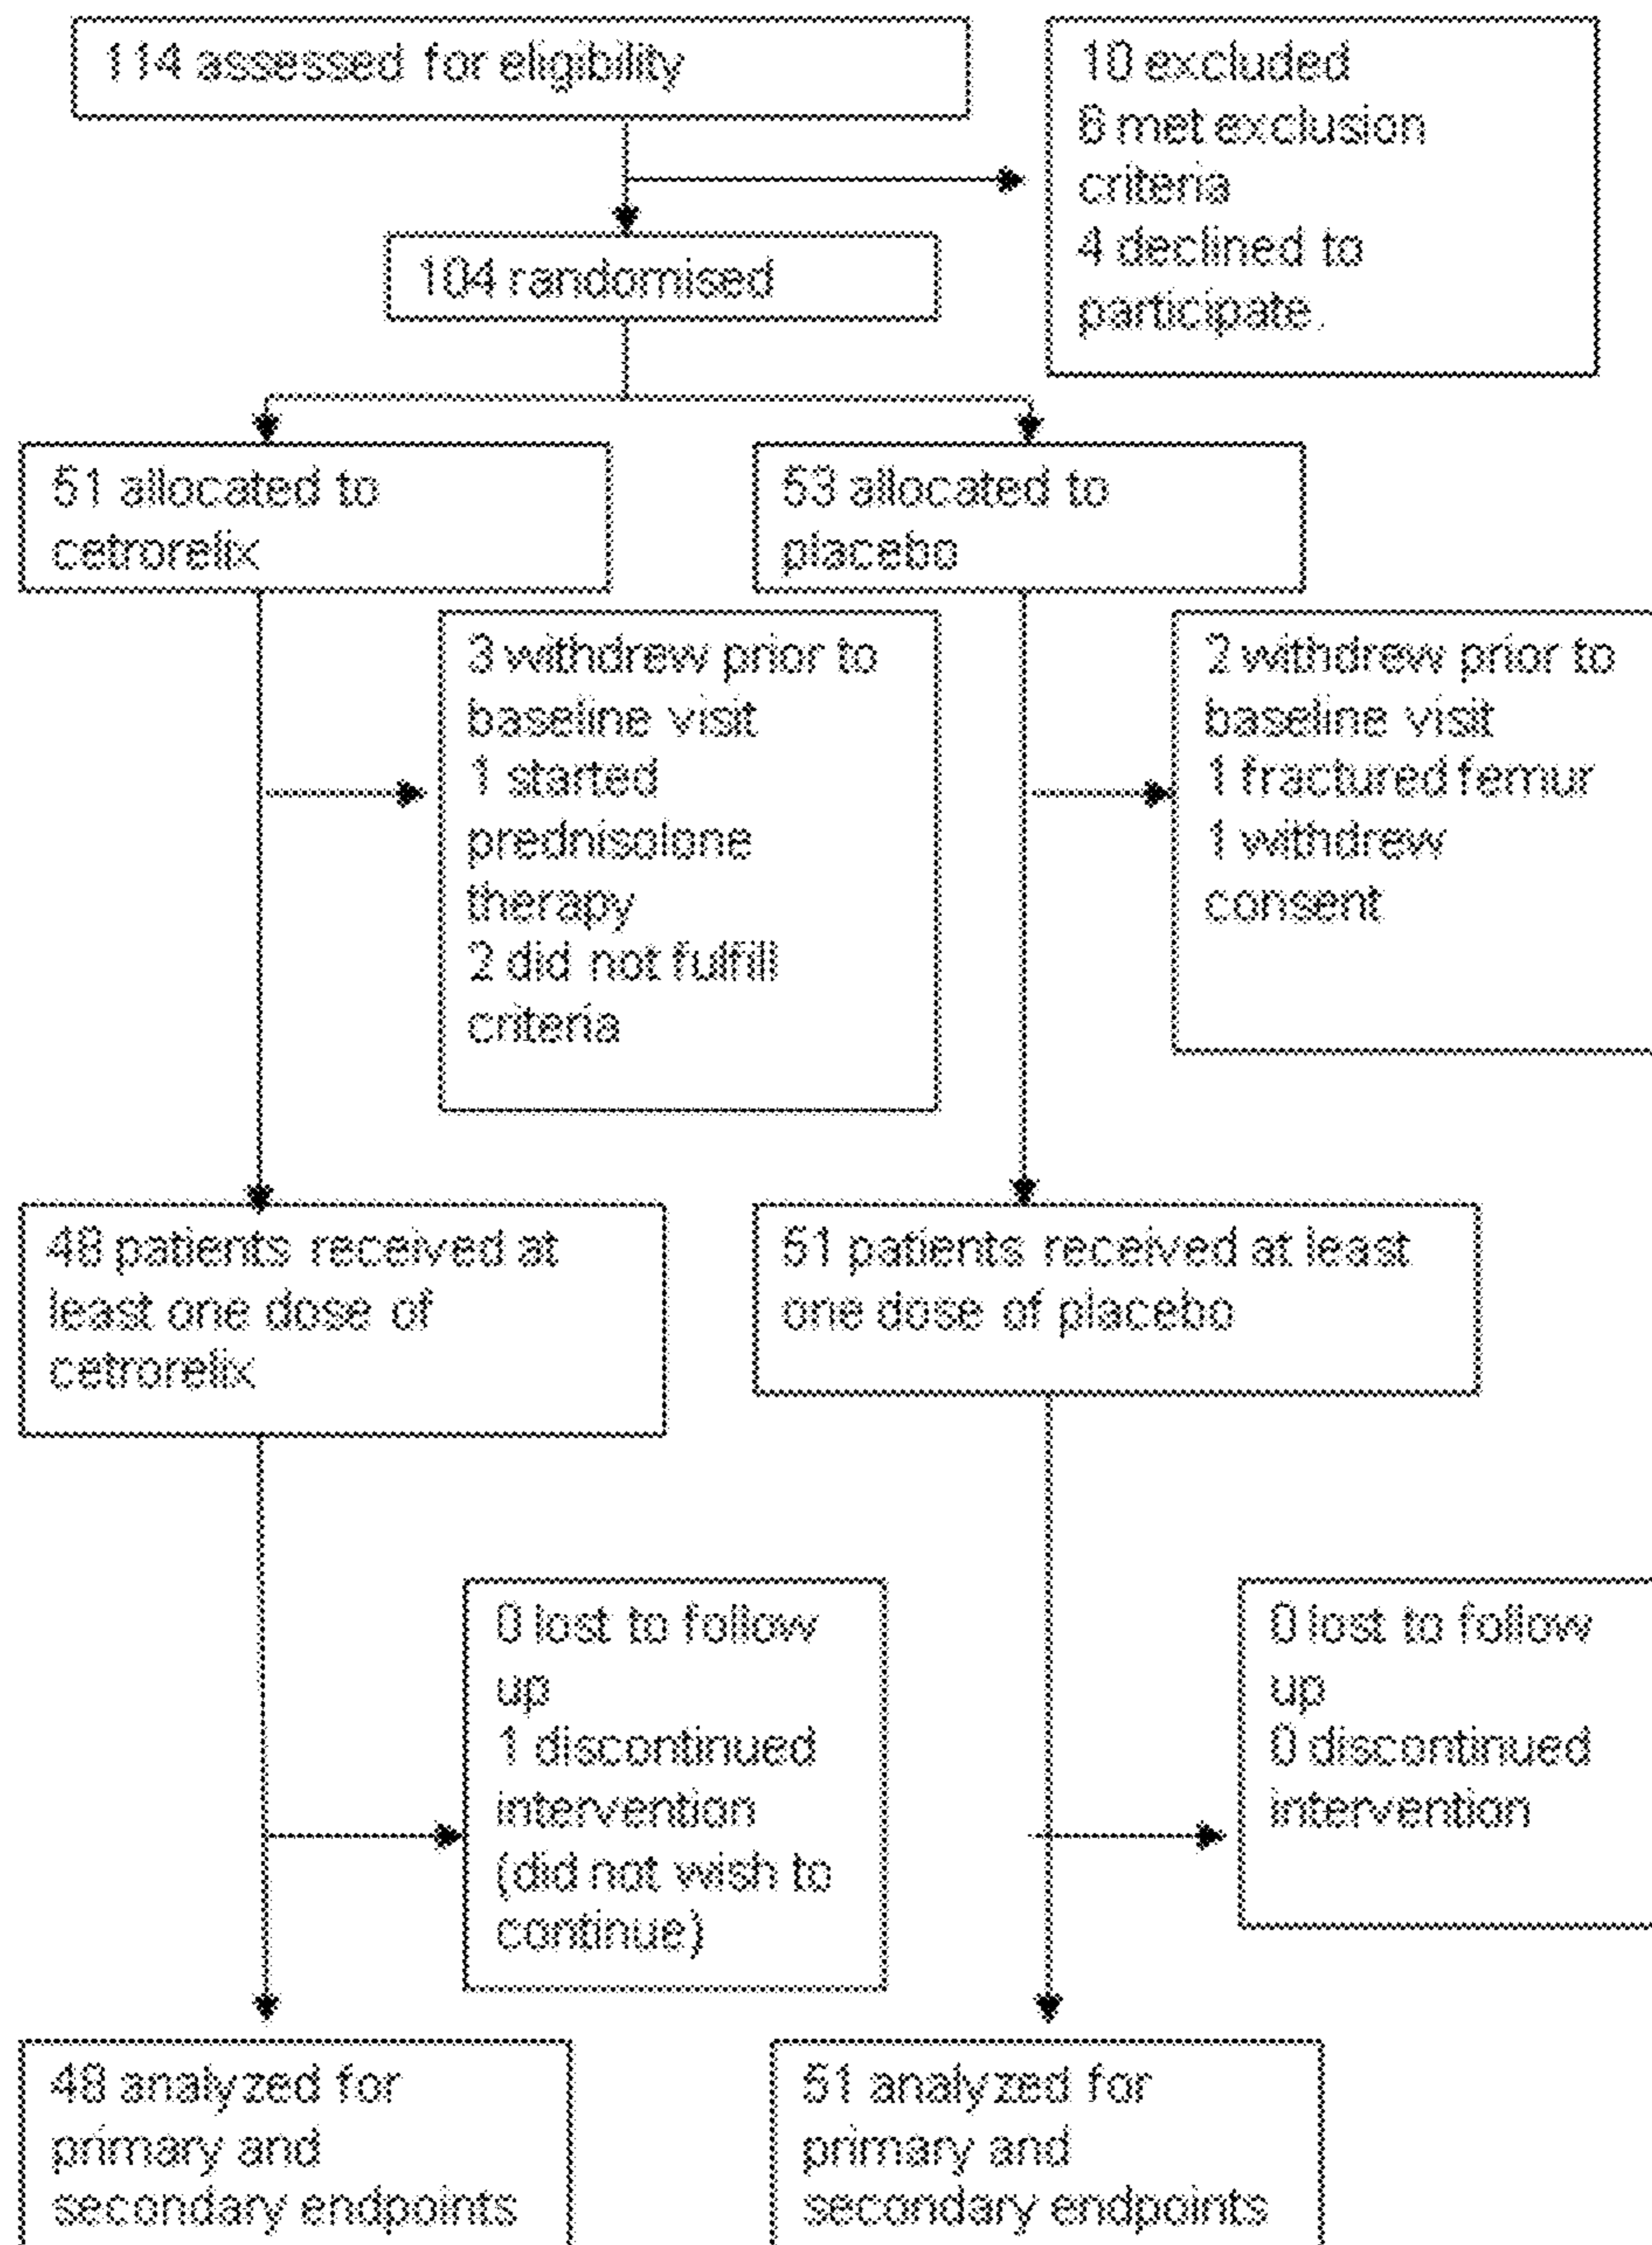 114 assessed for eligibility
10 excluded
6 met exclusion
criteria
4 declined to
participate.
104 randomised
51 allocated to
cetrorelix
53 allocated to
placebo
3 withdrew prior to
baseline visit
1 started
prednisolone
therapy
2 did not fulfill
criteria
2 withdrew prior to
baseline visit
1 fractured femur
1 withdrew
consent
48 patients received at
least one dose of
cetrorelix
51 patients received at least
one dose of placebo
0 lost to follow
up
1 discontinued
intervention
(did not wish to
continue)
0 lost to follow
up
0 discontinued
intervention
48 analyzed for
primary and
secondary endpoints
51 analyzed for
primary and
secondary endpoints